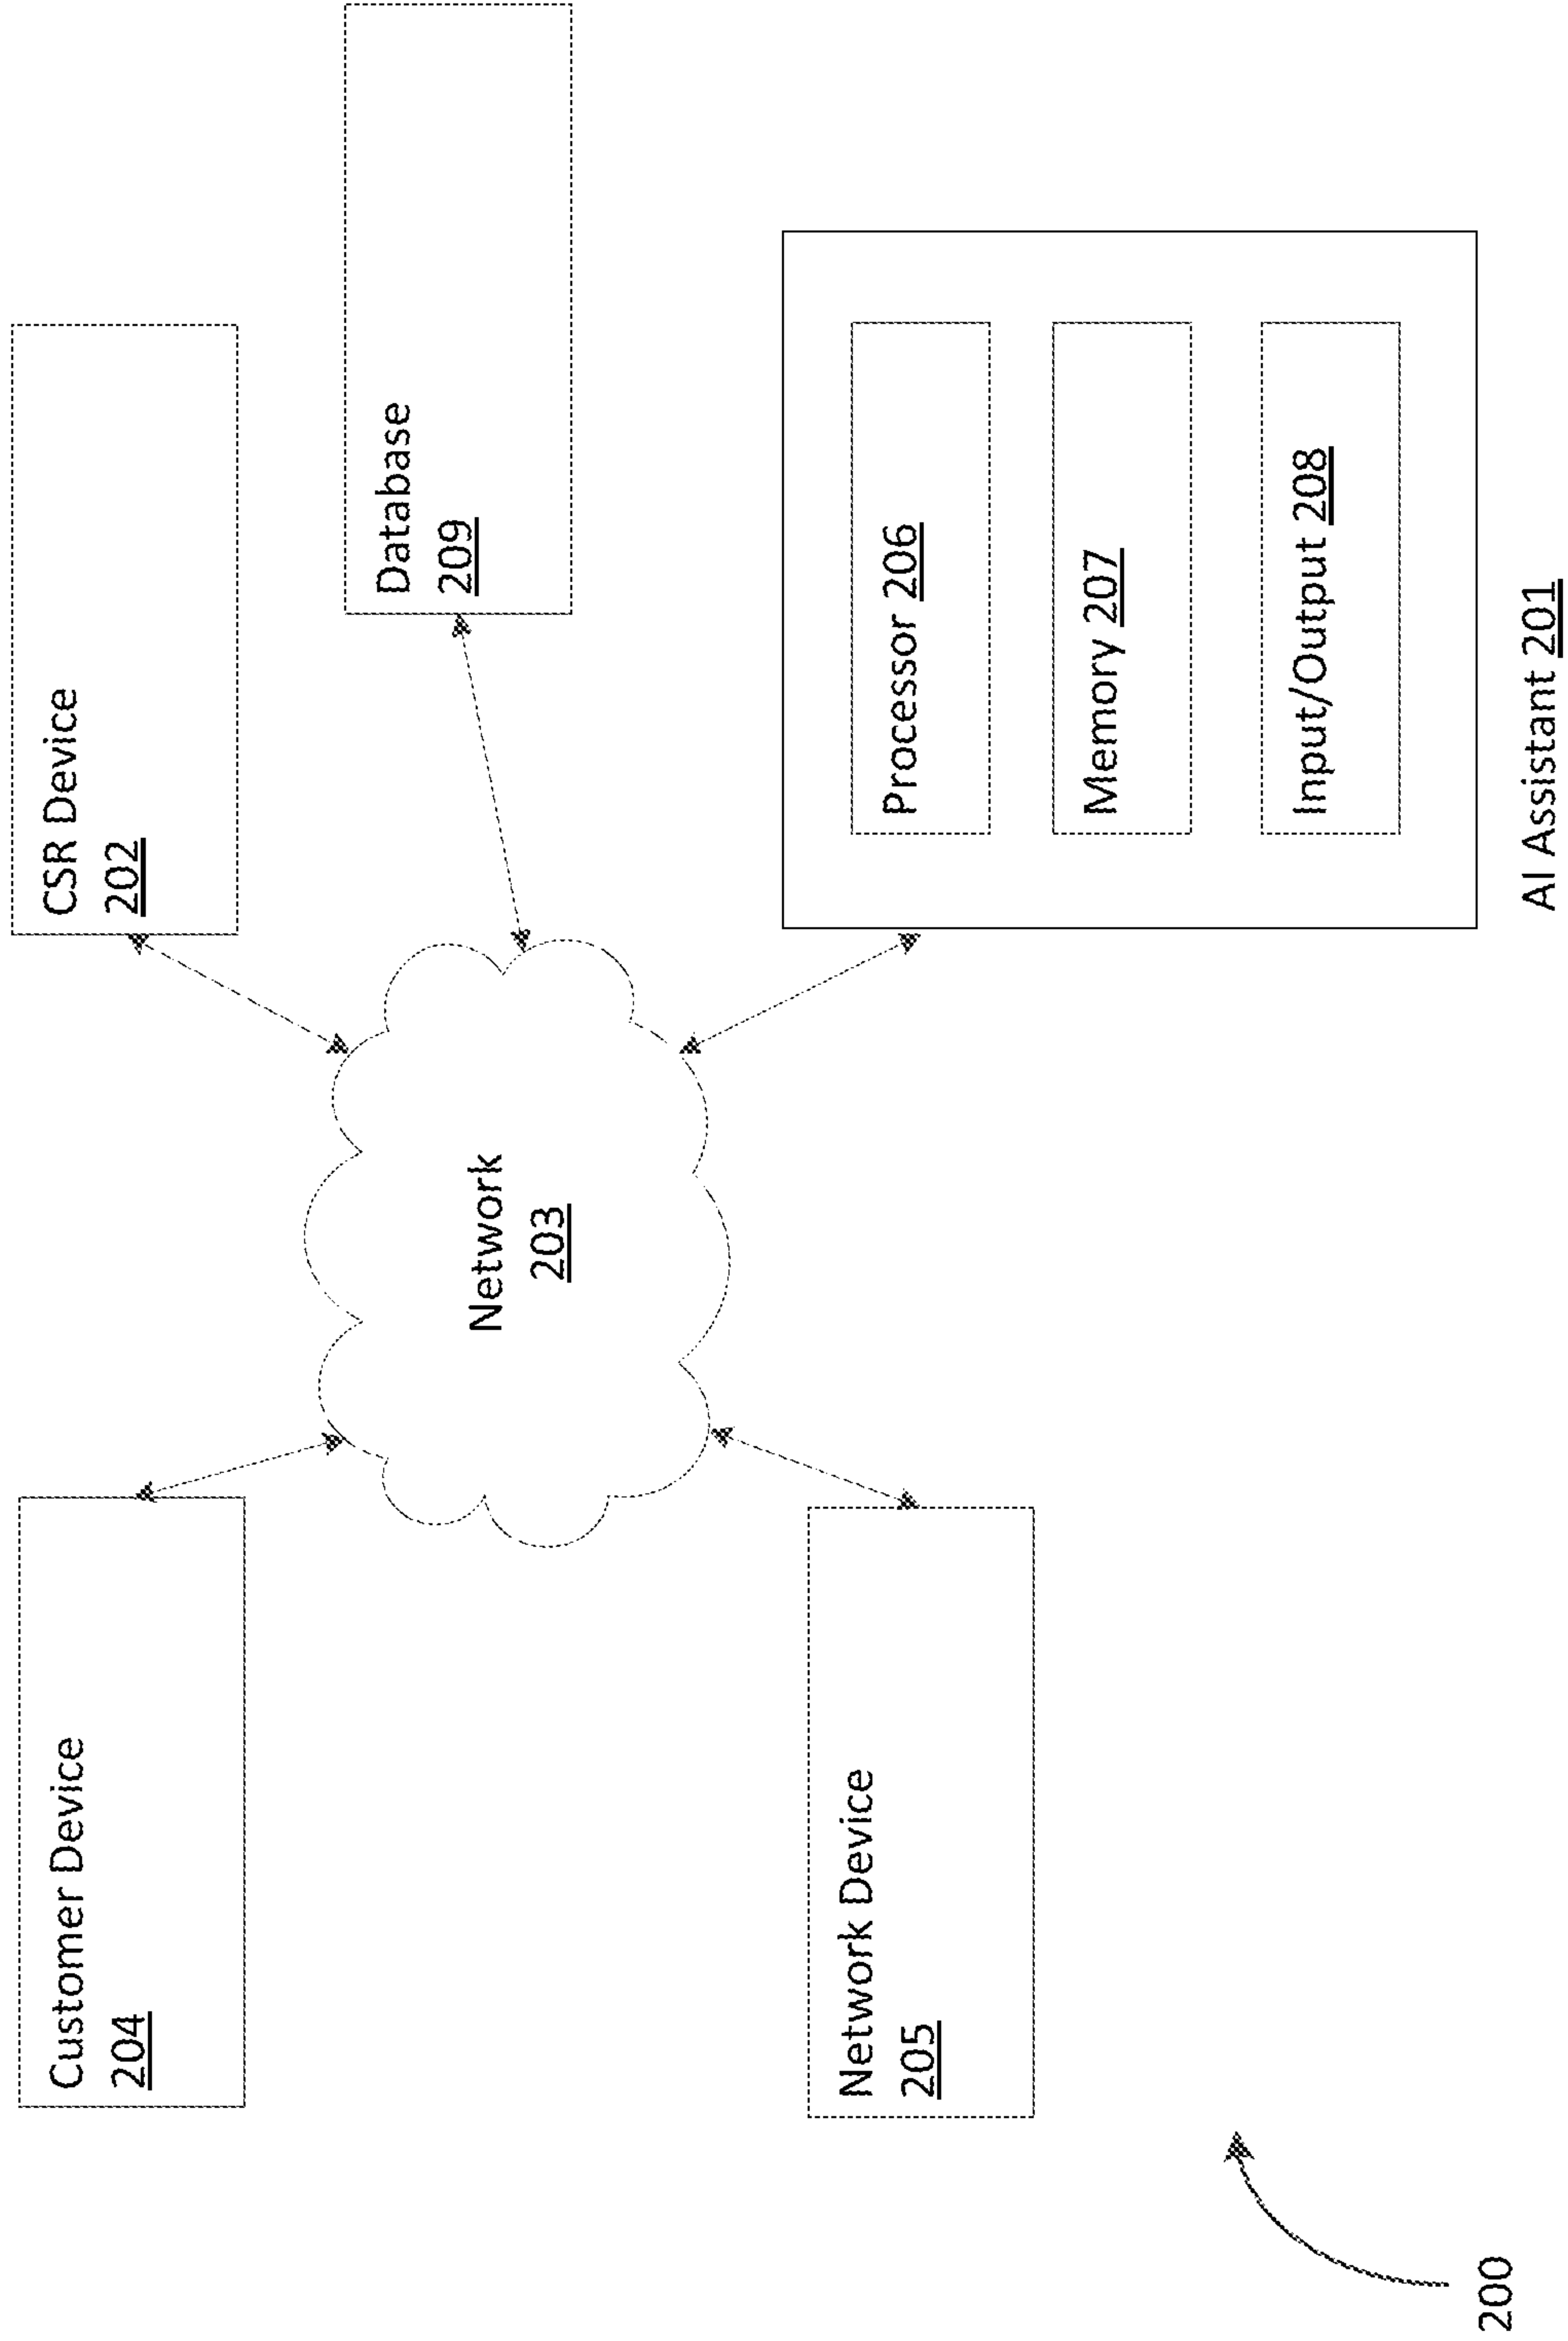 Customer Device
204
CSR Device
202
Database
209
Network
203
Network Device
205
Processor 206
Memory 207
Input/Output 208
AI Assistant 201
200